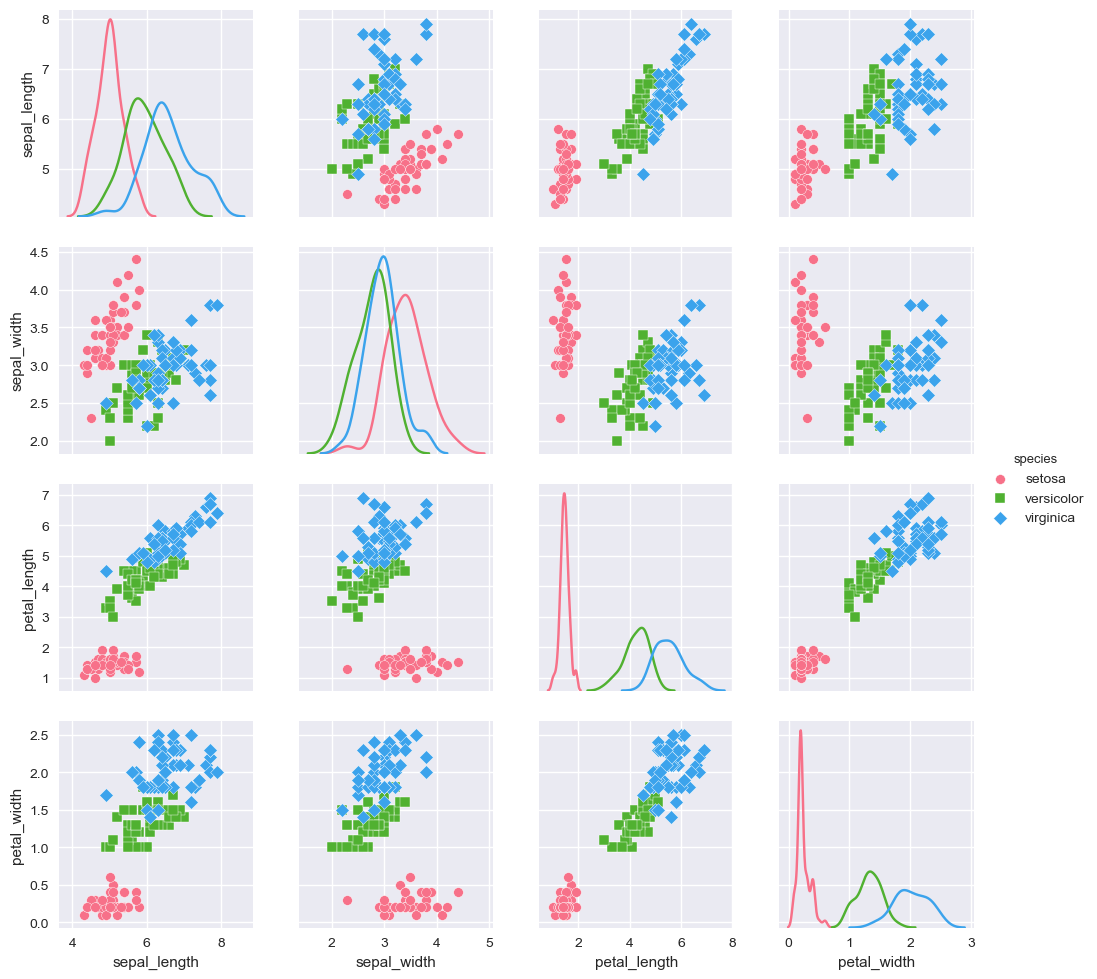 8
7
6
5
sepal_length
4.5
4.0
3.5
3.0
2.5
2.0
sepal_width
species
setosa
versicolor
virginica
7
6
5
4
3
2
1
petal_length
2.5
2.0
1.5
1.0
0.5
0.0
petal_width
4 6 8
2 3 4 5
2 4 6 8
0 1 2 3
sepal_length
sepal_width
petal_length
petal_width